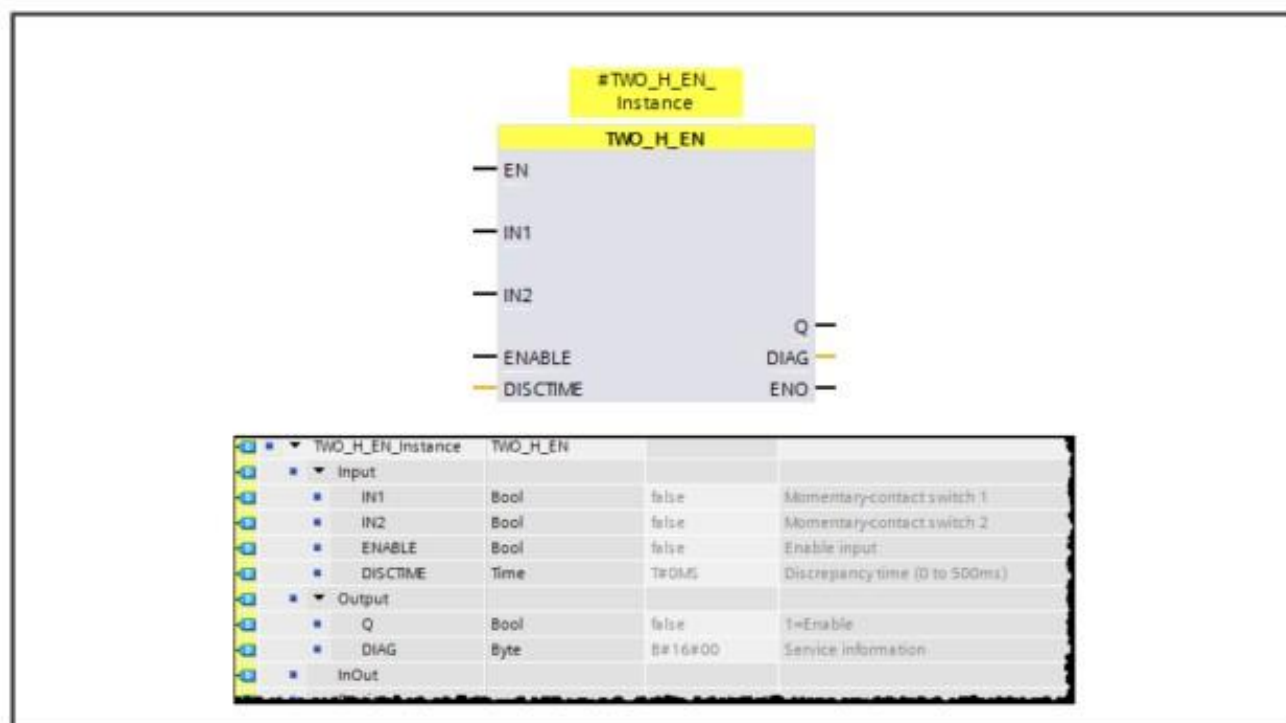 #TWO_H_EN_
Instance
TWO_H_EN
EN
IN1
IN2
Q
ENABLE DIAG
DISCTIME ENO
TWO_H_EN_Instance TWO_H_EN
Input
IN1 Bool false Momentary-contact switch 1
IN2 Bool false Momentary-contact switch 2
ENABLE Bool false Enable input
DISCTIME Time T#0MS Discrepancy time (0 to 500ms)
Output
Q Bool false 1=Enable
DIAG Byte B#16#00 Service information
InOut